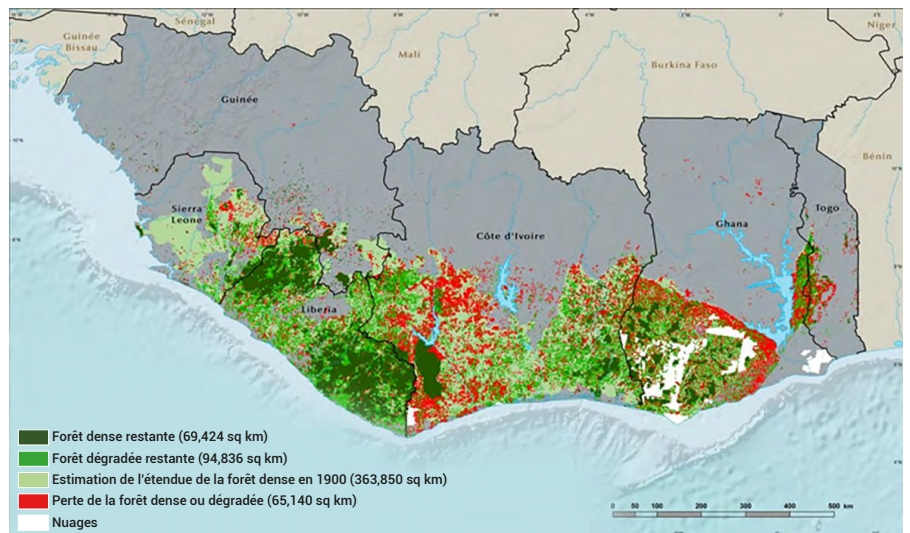 Sénégal
Guinée
Bissau
Mali
Niger
Burkina Faso
Guinée
Bénin
Sierra
Leone
Côte d'Ivoire
Ghana
Togo
Liberia
Forêt dense restante (69,424 sq km)
Forêt dégradée restante (94,836 sq km)
Estimation de l'étendue de la forêt dense en 1900 (363,850 sq km)
Perte de la forêt dense ou dégradée (65,140 sq km)
Nuages
0 50 100 200 300 400 500 km